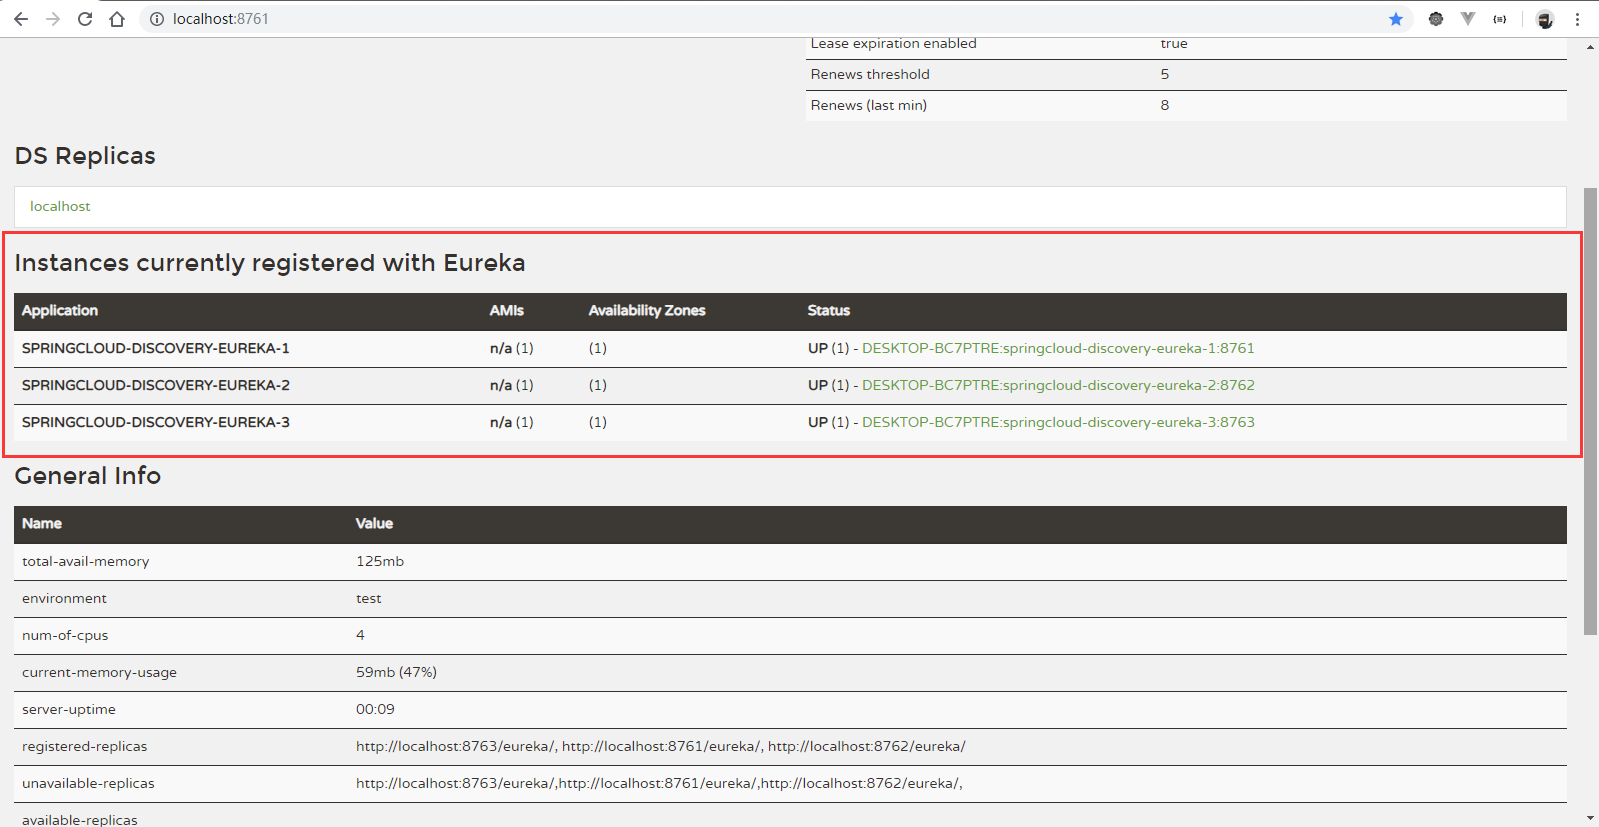 localhost:8761
Lease expiration enabled true
Renews threshold 5
Renews (last min) 8
DS Replicas
localhost
Instances currently registered with Eureka
Application AMIs Availability Zones Status
SPRINGCLOUD-DISCOVERY-EUREKA-1 n/a (1) (1) UP (1) - DESKTOP-BC7PTRE:springcloud-discovery-eureka-1:8761
SPRINGCLOUD-DISCOVERY-EUREKA-2 n/a (1) (1) UP (1) - DESKTOP-BC7PTRE:springcloud-discovery-eureka-2:8762
SPRINGCLOUD-DISCOVERY-EUREKA-3 n/a (1) (1) UP (1) - DESKTOP-BC7PTRE:springcloud-discovery-eureka-3:8763
General Info
Name Value
total-avail-memory 125mb
environment test
num-of-cpus 4
current-memory-usage 59mb (47%)
server-uptime 00:09
registered-replicas http://localhost:8763/eureka/, http://localhost:8761/eureka/, http://localhost:8762/eureka/
unavailable-replicas http://localhost:8763/eureka/,http://localhost:8761/eureka/,http://localhost:8762/eureka/,
available-replicas